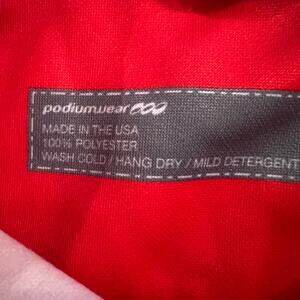 podiumwear
MADE IN THE USA
100% POLYESTER
WASH COLD / HANG DRY / MILD DETERGENT